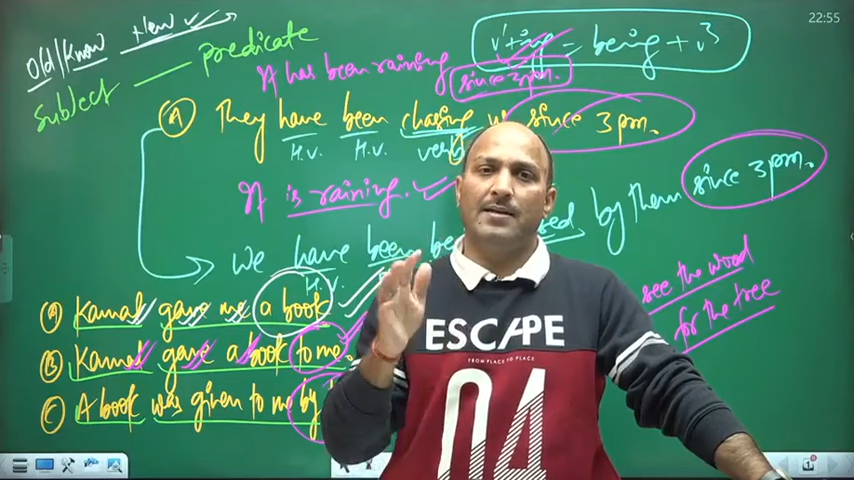 22:55
Old/Know → New
Subject — predicate
v¹+ing = being + v³
It has been raining since 3pm.
(A) They have been chasing us since 3 pm.
H.V. H.V. verb
It is raining.
we have been by them since 3 pm.
H.V.
see the wood
for the tree
(A) Kamal gave me a book
(B) Kamal gave a book to me.
(C) A book was given to me by
ESCAPE
FROM PLACE TO PLACE
04